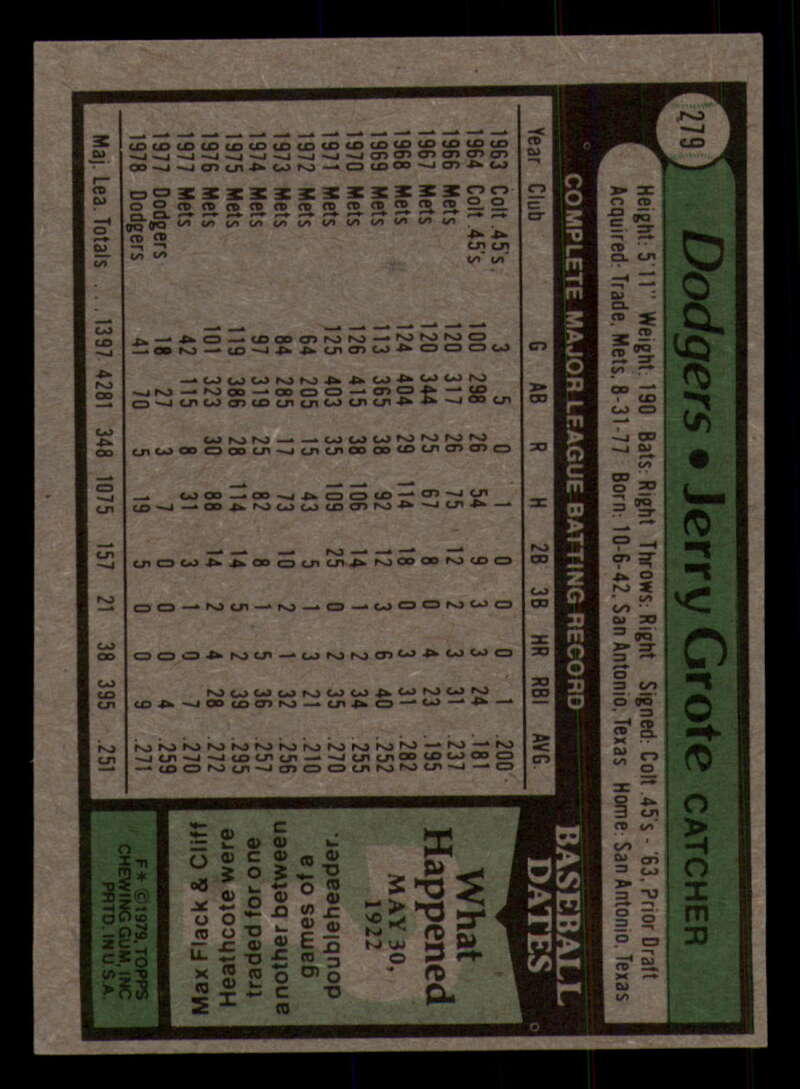 279
Dodgers • Jerry Grote CATCHER
Height: 5'11" Weight: 190 Bats: Right Throws: Right Signed: Colt .45's - '63, Prior Draft
Acquired: Trade, Mets, 8-31-77 Born: 10-6-42, San Antonio, Texas Home: San Antonio, Texas
COMPLETE MAJOR LEAGUE BATTING RECORD
Year Club G AB R H 2B 3B HR RBI AVG.
1963 Colt .45's 3 5 0 1 0 0 0 1 .200
1964 Colt .45's 100 298 26 54 9 3 3 24 .181
1966 Mets 120 317 26 75 12 2 3 31 .237
1967 Mets 120 344 25 67 8 0 4 23 .195
1968 Mets 124 404 29 114 18 0 3 31 .282
1969 Mets 113 365 38 92 12 3 6 40 .252
1970 Mets 126 415 38 106 14 1 2 34 .255
1971 Mets 125 403 35 109 25 0 2 35 .270
1972 Mets 64 205 15 43 5 1 3 21 .210
1973 Mets 84 285 17 73 10 2 1 32 .256
1974 Mets 97 319 25 82 8 1 5 36 .257
1975 Mets 119 386 28 114 14 5 2 39 .295
1976 Mets 101 323 30 88 14 2 4 28 .272
1977 Mets 42 115 8 31 3 1 0 7 .270
1977 Dodgers 18 27 3 7 0 0 0 4 .259
1978 Dodgers 41 70 5 19 5 0 0 9 .271
Maj. Lea. Totals . . . 1397 4281 348 1075 157 21 38 395 .251
BASEBALL
DATES
What
Happened
MAY 30,
1922
Max Flack & Cliff
Heathcote were
traded for one
another between
games of a
doubleheader.
F* ©1979, TOPPS
CHEWING GUM, INC.
PRTD. IN U.S.A.